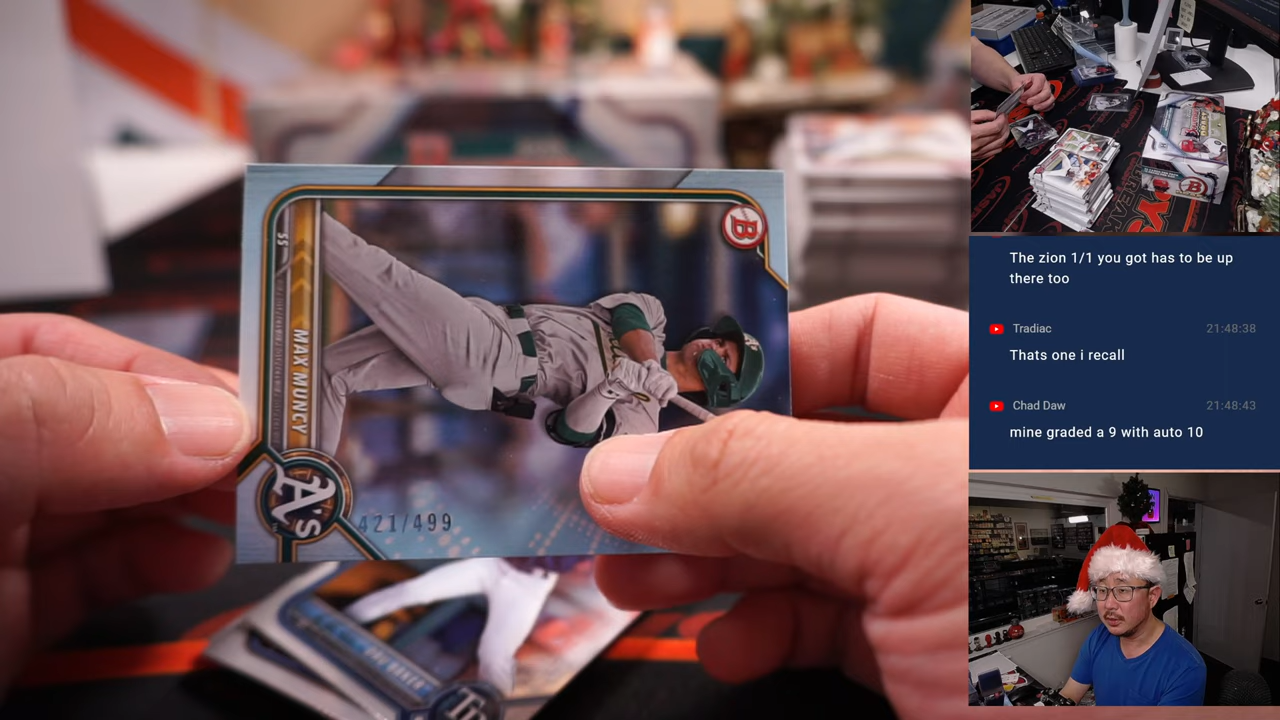 SS
MAX MUNCY
B
A's
421/499
The zion 1/1 you got has to be up
there too
Tradiac
21:48:38
Thats one i recall
Chad Daw
21:48:43
mine graded a 9 with auto 10